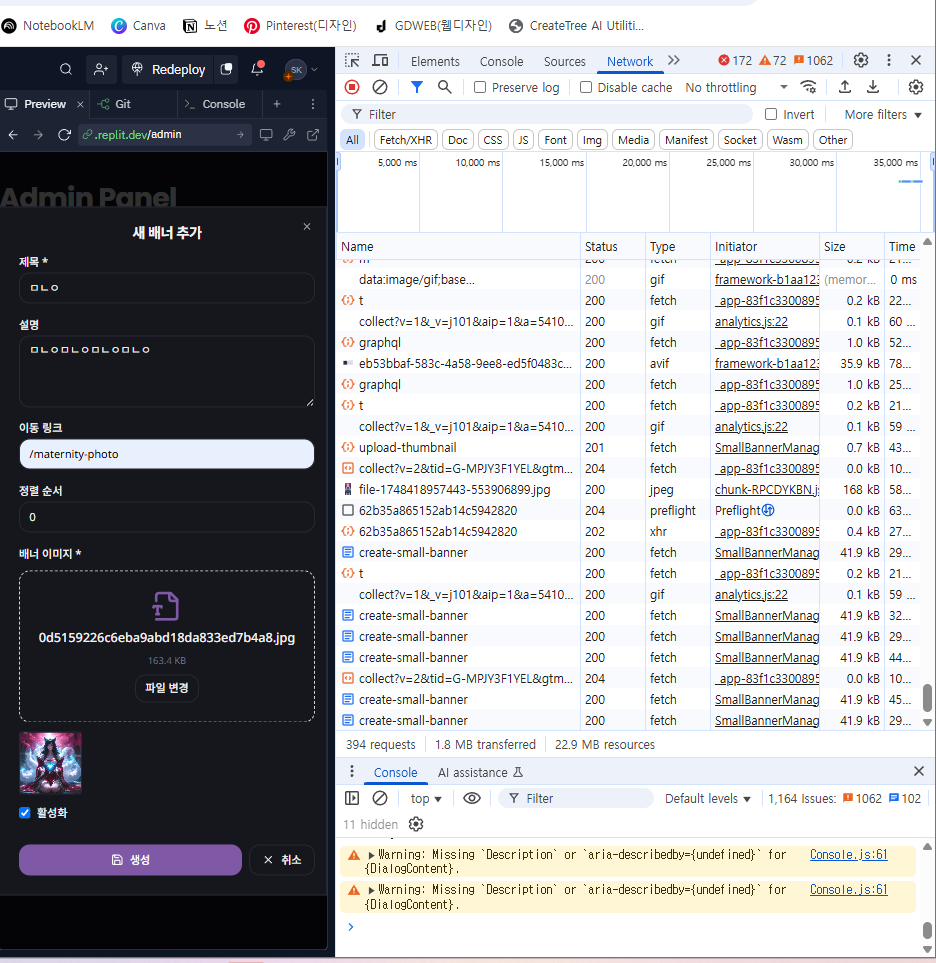 NotebookLM Canva 노션 Pinterest(디자인) GDWEB(웹디자인) CreateTree AI Utiliti...
Redeploy SK
Preview Git Console
.replit.dev/admin
Admin Panel
새 배너 추가
제목 *
ㅁㄴㅇ
설명
ㅁㄴㅇㅁㄴㅇㅁㄴㅇㅁㄴㅇ
이동 링크
/maternity-photo
정렬 순서
0
배너 이미지 *
0d5159226c6eba9abd18da833ed7b4a8.jpg
163.4 KB
파일 변경
활성화
생성 취소
Elements Console Sources Network 172 72 1062
Preserve log Disable cache No throttling
Filter Invert More filters
All Fetch/XHR Doc CSS JS Font Img Media Manifest Socket Wasm Other
5,000 ms 10,000 ms 15,000 ms 20,000 ms 25,000 ms 30,000 ms 35,000 ms
Name Status Type Initiator Size Time
m 200 fetch _app-83f1c3300895 0.2 kB 21...
data:image/gif;base... 200 gif framework-b1aa123 (memor... 0 ms
t 200 fetch _app-83f1c3300895 0.2 kB 22...
collect?v=1&_v=j101&aip=1&a=5410... 200 gif analytics.js:22 0.1 kB 60 ...
graphql 200 fetch _app-83f1c3300895 1.0 kB 52...
eb53bbaf-583c-4a58-9ee8-ed5f0483c... 200 avif framework-b1aa123 35.9 kB 78...
graphql 200 fetch _app-83f1c3300895 1.0 kB 25...
t 200 fetch _app-83f1c3300895 0.2 kB 21...
collect?v=1&_v=j101&aip=1&a=5410... 200 gif analytics.js:22 0.1 kB 59 ...
upload-thumbnail 201 fetch SmallBannerManag 0.7 kB 43...
collect?v=2&tid=G-MPJY3F1YEL&gtm... 204 fetch _app-83f1c3300895 0.0 kB 10...
file-1748418957443-553906899.jpg 200 jpeg chunk-RPCDYKBN.js 168 kB 58...
62b35a865152ab14c5942820 204 preflight Preflight 0.0 kB 63...
62b35a865152ab14c5942820 202 xhr _app-83f1c3300895 0.4 kB 27...
create-small-banner 200 fetch SmallBannerManag 41.9 kB 29...
t 200 fetch _app-83f1c3300895 0.2 kB 21...
collect?v=1&_v=j101&aip=1&a=5410... 200 gif analytics.js:22 0.1 kB 59 ...
create-small-banner 200 fetch SmallBannerManag 41.9 kB 32...
create-small-banner 200 fetch SmallBannerManag 41.9 kB 29...
create-small-banner 200 fetch SmallBannerManag 41.9 kB 44...
collect?v=2&tid=G-MPJY3F1YEL&gtm... 204 fetch _app-83f1c3300895 0.0 kB 10...
create-small-banner 200 fetch SmallBannerManag 41.9 kB 45...
create-small-banner 200 fetch SmallBannerManag 41.9 kB 29...
394 requests 1.8 MB transferred 22.9 MB resources
Console AI assistance
top Filter Default levels 1,164 Issues: 1062 102
11 hidden
Warning: Missing `Description` or `aria-describedby={undefined}` for Console.js:61
{DialogContent}.
Warning: Missing `Description` or `aria-describedby={undefined}` for Console.js:61
{DialogContent}.